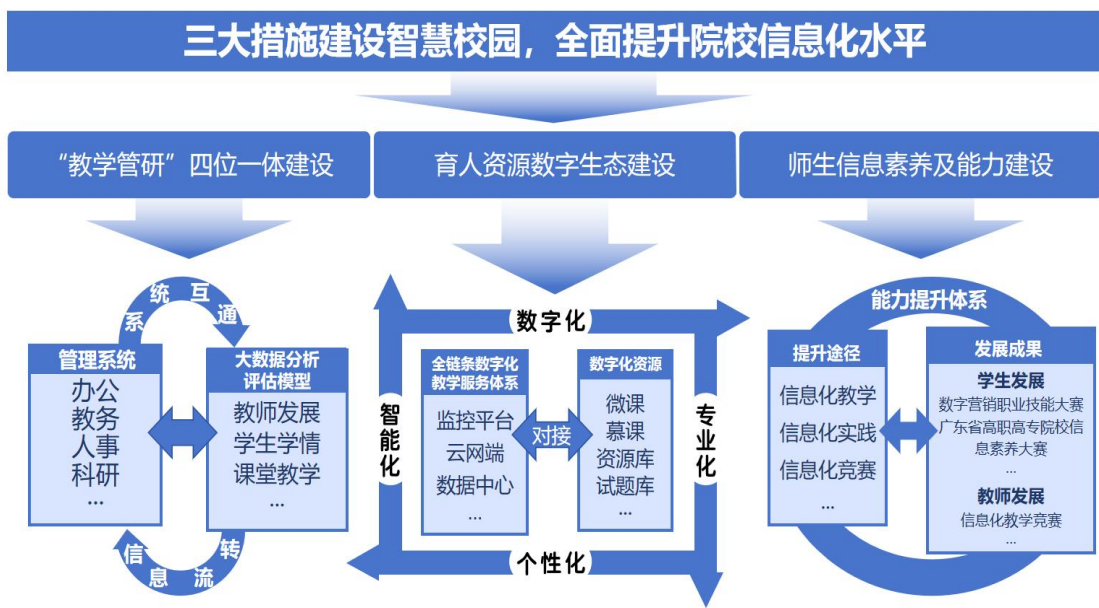 三大措施建设智慧校园，全面提升院校信息化水平
“教学管研”四位一体建设
育人资源数字生态建设
师生信息素养及能力建设
系统互通
管理系统
办公
教务
人事
科研
...
大数据分析
评估模型
教师发展
学生学情
课堂教学
...
信息流转
数字化
智能化
全链条数字化
教学服务体系
监控平台
云网端
数据中心
...
对接
数字化资源
微课
慕课
资源库
试题库
...
专业化
个性化
能力提升体系
提升途径
信息化教学
信息化实践
信息化竞赛
...
发展成果
学生发展
数字营销职业技能大赛
广东省高职高专院校信
息素养大赛
...
教师发展
信息化教学竞赛
...